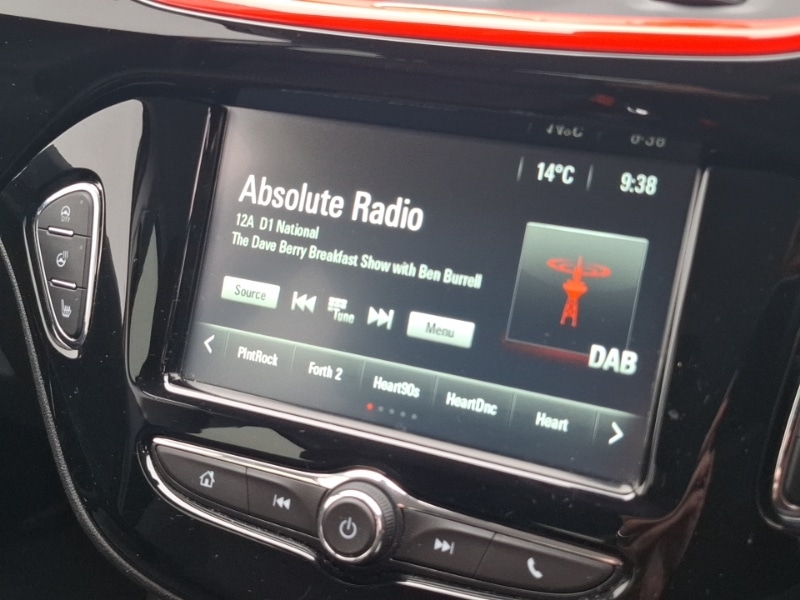 14°C 9:38
Absolute Radio
12A D1 National
The Dave Berry Breakfast Show with Ben Burrell
Source Tune Menu
DAB
PlntRock Forth 2 Heart90s HeartDnc Heart